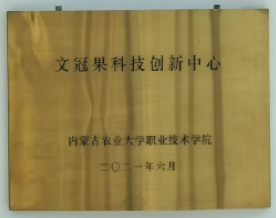 文冠果科技创新中心
内蒙古农业大学职业技术学院
二〇二一年六月